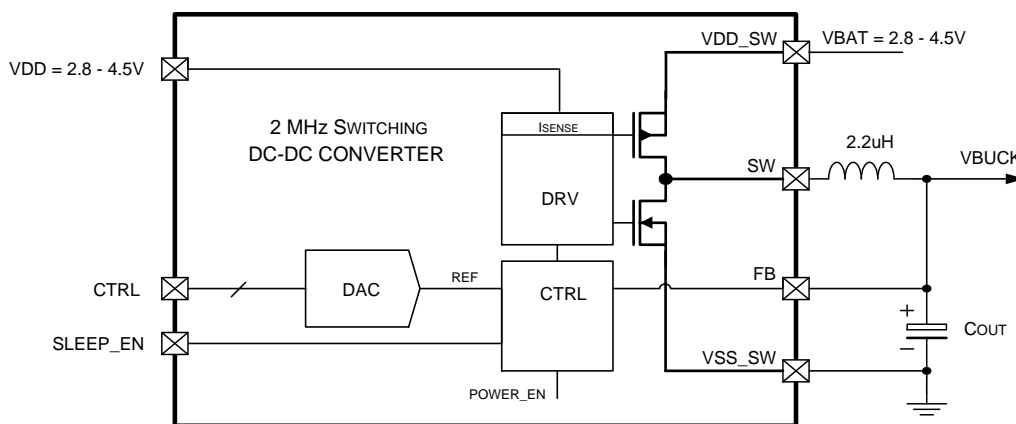 VDD_SW
VBAT = 2.8 - 4.5V
VDD = 2.8 - 4.5V
2 MHZ SWITCHING
DC-DC CONVERTER
ISENSE
DRV
2.2uH
SW
VBUCK
CTRL
DAC
REF
CTRL
FB
SLEEP_EN
+
COUT
–
VSS_SW
POWER_EN